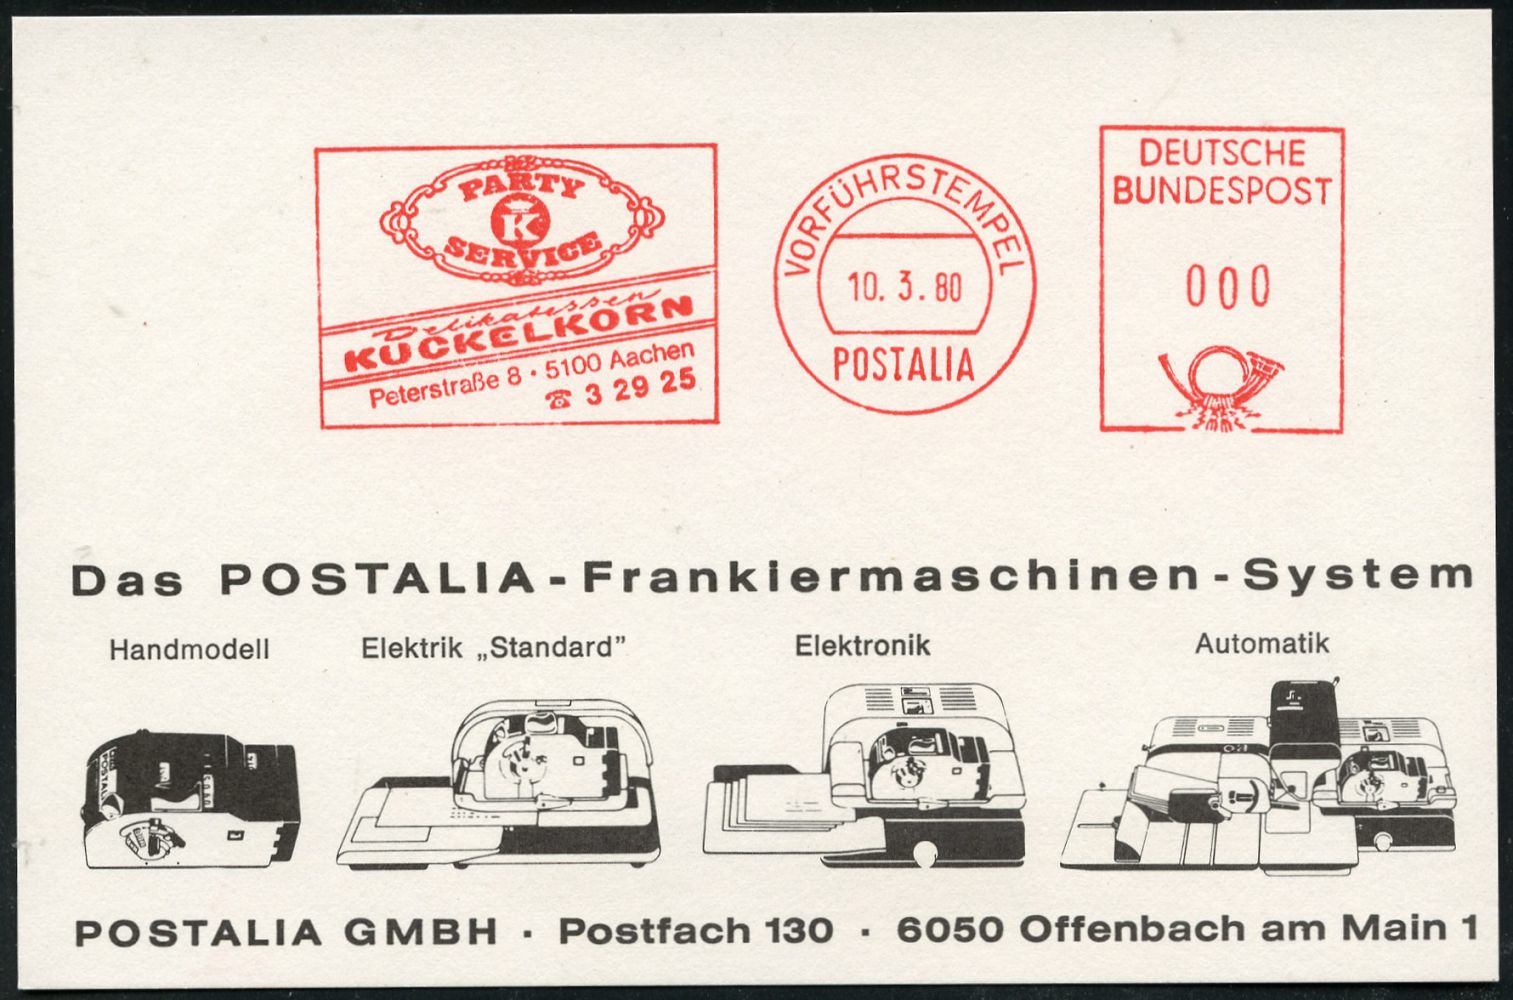 PARTY
K
SERVICE
Delikatessen
KUCKELKORN
Peterstraße 8 · 5100 Aachen
☎ 3 29 25
VORFÜHRSTEMPEL
10. 3. 80
POSTALIA
DEUTSCHE
BUNDESPOST
000
Das POSTALIA-Frankiermaschinen-System
Handmodell
Elektrik „Standard”
Elektronik
Automatik
POSTALIA
POSTALIA GMBH · Postfach 130 · 6050 Offenbach am Main 1